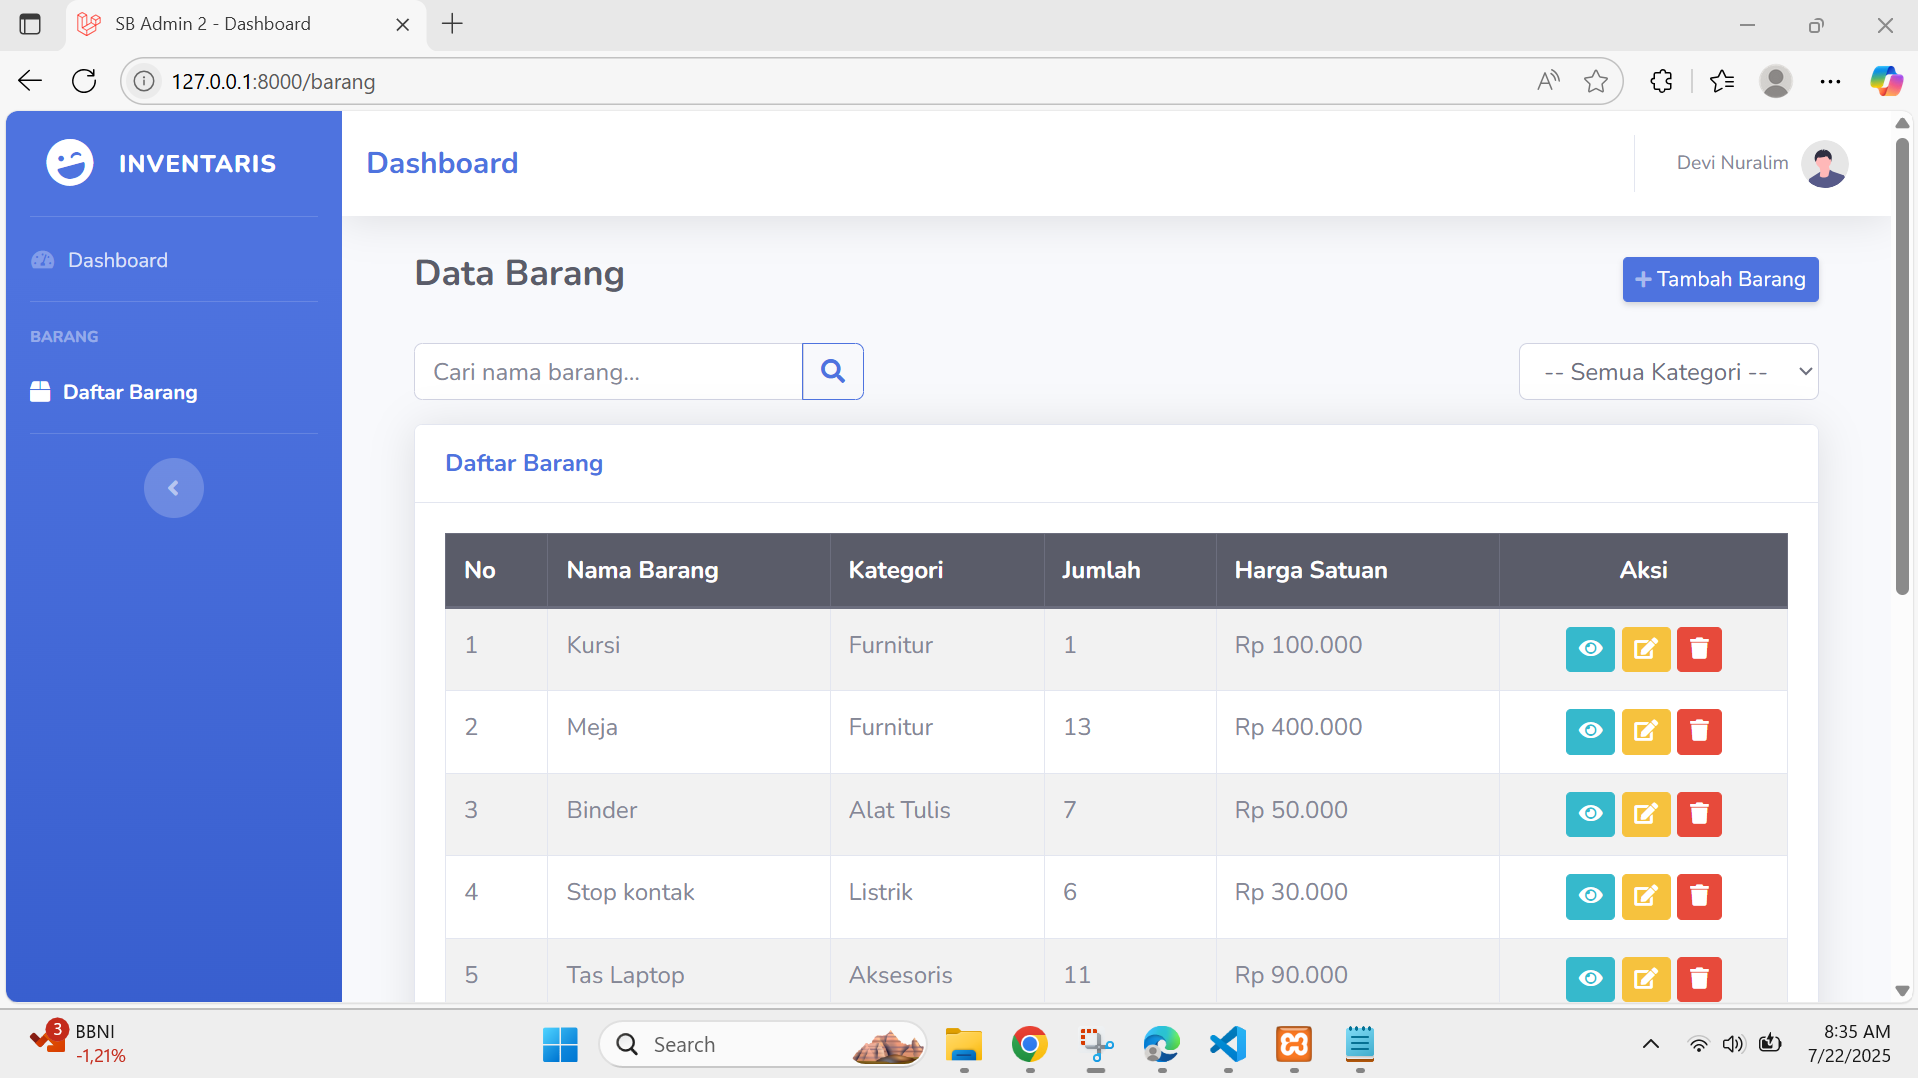 SB Admin 2 - Dashboard
127.0.0.1:8000/barang
INVENTARIS
Dashboard
Devi Nuralim
Dashboard
BARANG
Daftar Barang
Data Barang
Tambah Barang
Cari nama barang...
-- Semua Kategori --
Daftar Barang
No Nama Barang Kategori Jumlah Harga Satuan Aksi
1 Kursi Furnitur 1 Rp 100.000
2 Meja Furnitur 13 Rp 400.000
3 Binder Alat Tulis 7 Rp 50.000
4 Stop kontak Listrik 6 Rp 30.000
5 Tas Laptop Aksesoris 11 Rp 90.000
3
BBNI
-1,21%
Search
8:35 AM
7/22/2025